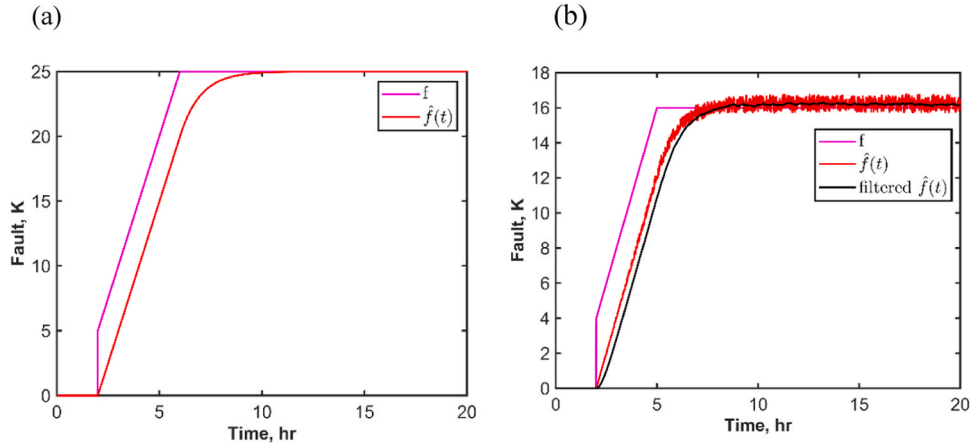 (a)
25
20
15
10
5
0
Fault, K
0 5 10 15 20
Time, hr
f
f̂(t)
(b)
18
16
14
12
10
8
6
4
2
0
Fault, K
0 5 10 15 20
Time, hr
f
f̂(t)
filtered f̂(t)